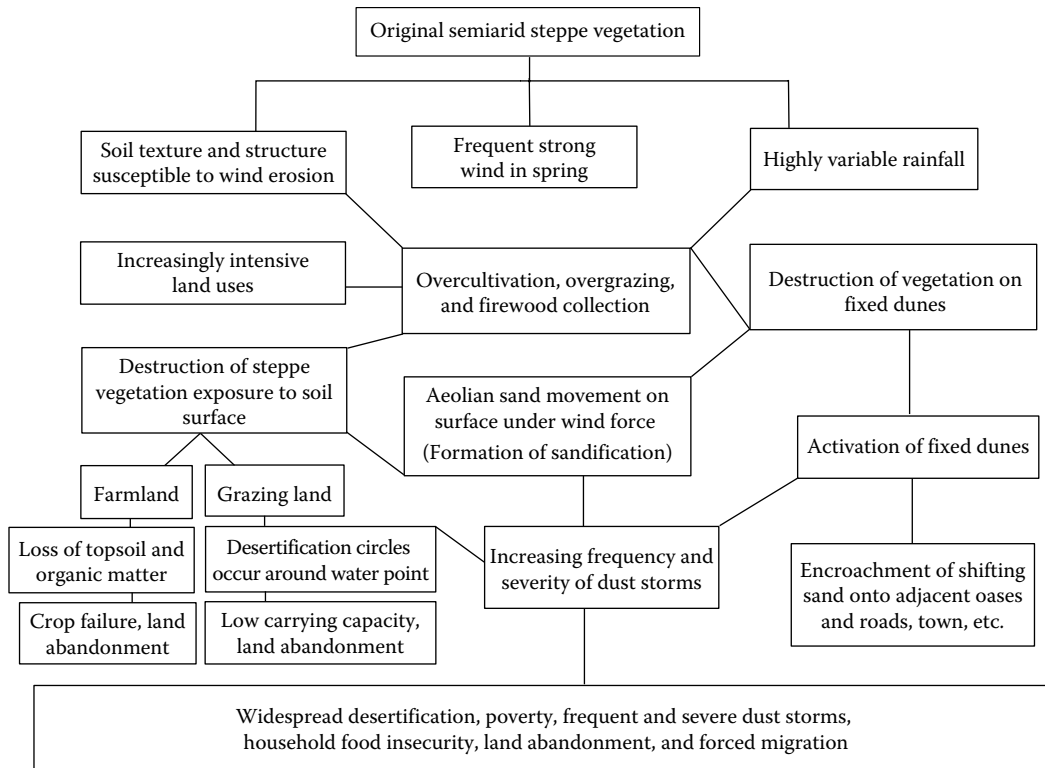 Original semiarid steppe vegetation
Soil texture and structure
susceptible to wind erosion
Frequent strong
wind in spring
Highly variable rainfall
Increasingly intensive
land uses
Overcultivation, overgrazing,
and firewood collection
Destruction of vegetation on
fixed dunes
Destruction of steppe
vegetation exposure to soil
surface
Aeolian sand movement on
surface under wind force
(Formation of sandification)
Activation of fixed dunes
Farmland
Grazing land
Loss of topsoil and
organic matter
Desertification circles
occur around water point
Increasing frequency and
severity of dust storms
Encroachment of shifting
sand onto adjacent oases
and roads, town, etc.
Crop failure, land
abandonment
Low carrying capacity,
land abandonment
Widespread desertification, poverty, frequent and severe dust storms,
household food insecurity, land abandonment, and forced migration